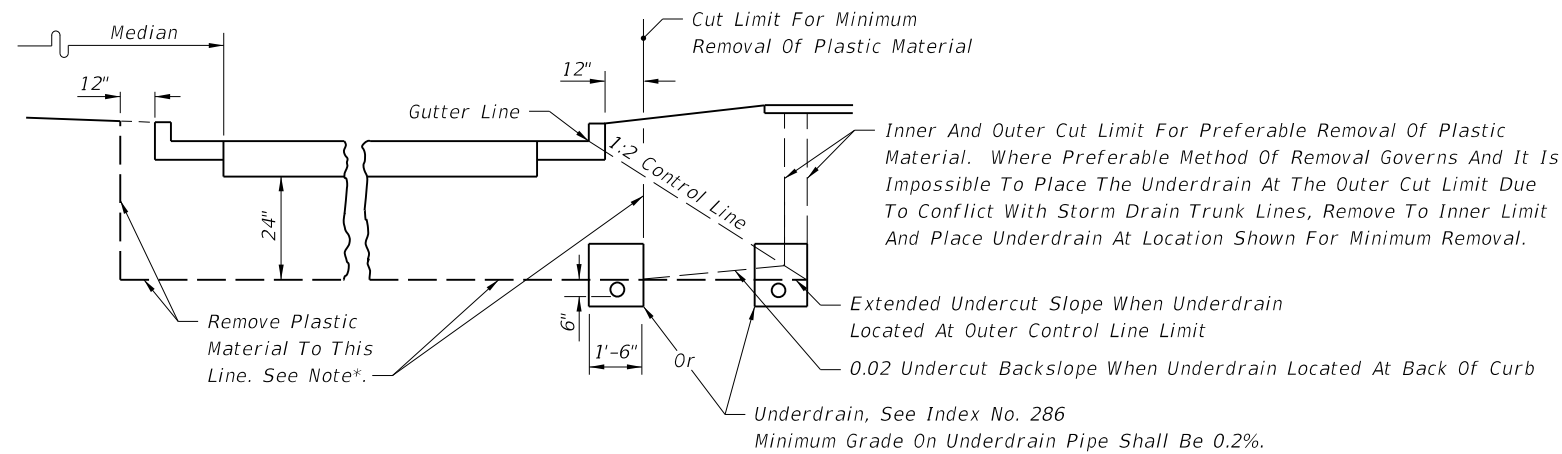 Median
Cut Limit For Minimum
Removal Of Plastic Material
12"
12"
Gutter Line
1:2 Control Line
Inner And Outer Cut Limit For Preferable Removal Of Plastic
Material.  Where Preferable Method Of Removal Governs And It Is
Impossible To Place The Underdrain At The Outer Cut Limit Due
To Conflict With Storm Drain Trunk Lines, Remove To Inner Limit
And Place Underdrain At Location Shown For Minimum Removal.
24"
Remove Plastic
Material To This
Line. See Note*.
6"
1'-6"
Or
Extended Undercut Slope When Underdrain
Located At Outer Control Line Limit
0.02 Undercut Backslope When Underdrain Located At Back Of Curb
Underdrain, See Index No. 286
Minimum Grade On Underdrain Pipe Shall Be 0.2%.